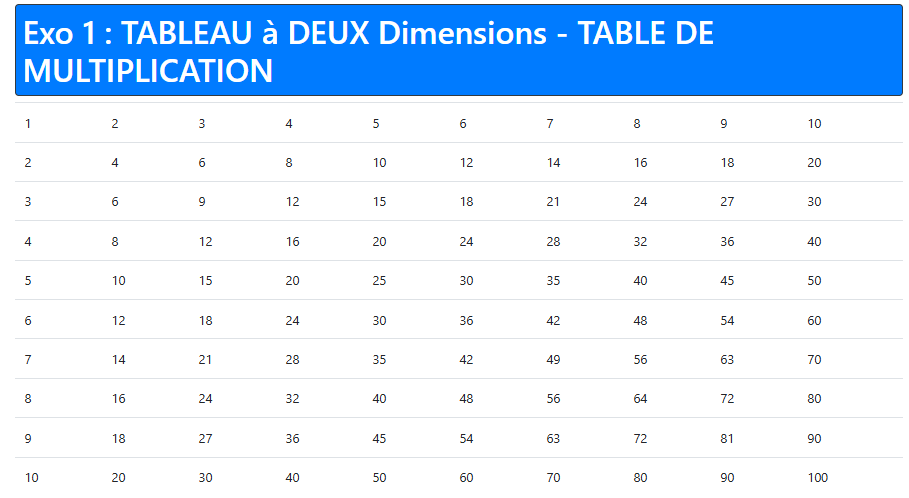 Exo 1 : TABLEAU à DEUX Dimensions - TABLE DE
MULTIPLICATION
1 2 3 4 5 6 7 8 9 10
2 4 6 8 10 12 14 16 18 20
3 6 9 12 15 18 21 24 27 30
4 8 12 16 20 24 28 32 36 40
5 10 15 20 25 30 35 40 45 50
6 12 18 24 30 36 42 48 54 60
7 14 21 28 35 42 49 56 63 70
8 16 24 32 40 48 56 64 72 80
9 18 27 36 45 54 63 72 81 90
10 20 30 40 50 60 70 80 90 100